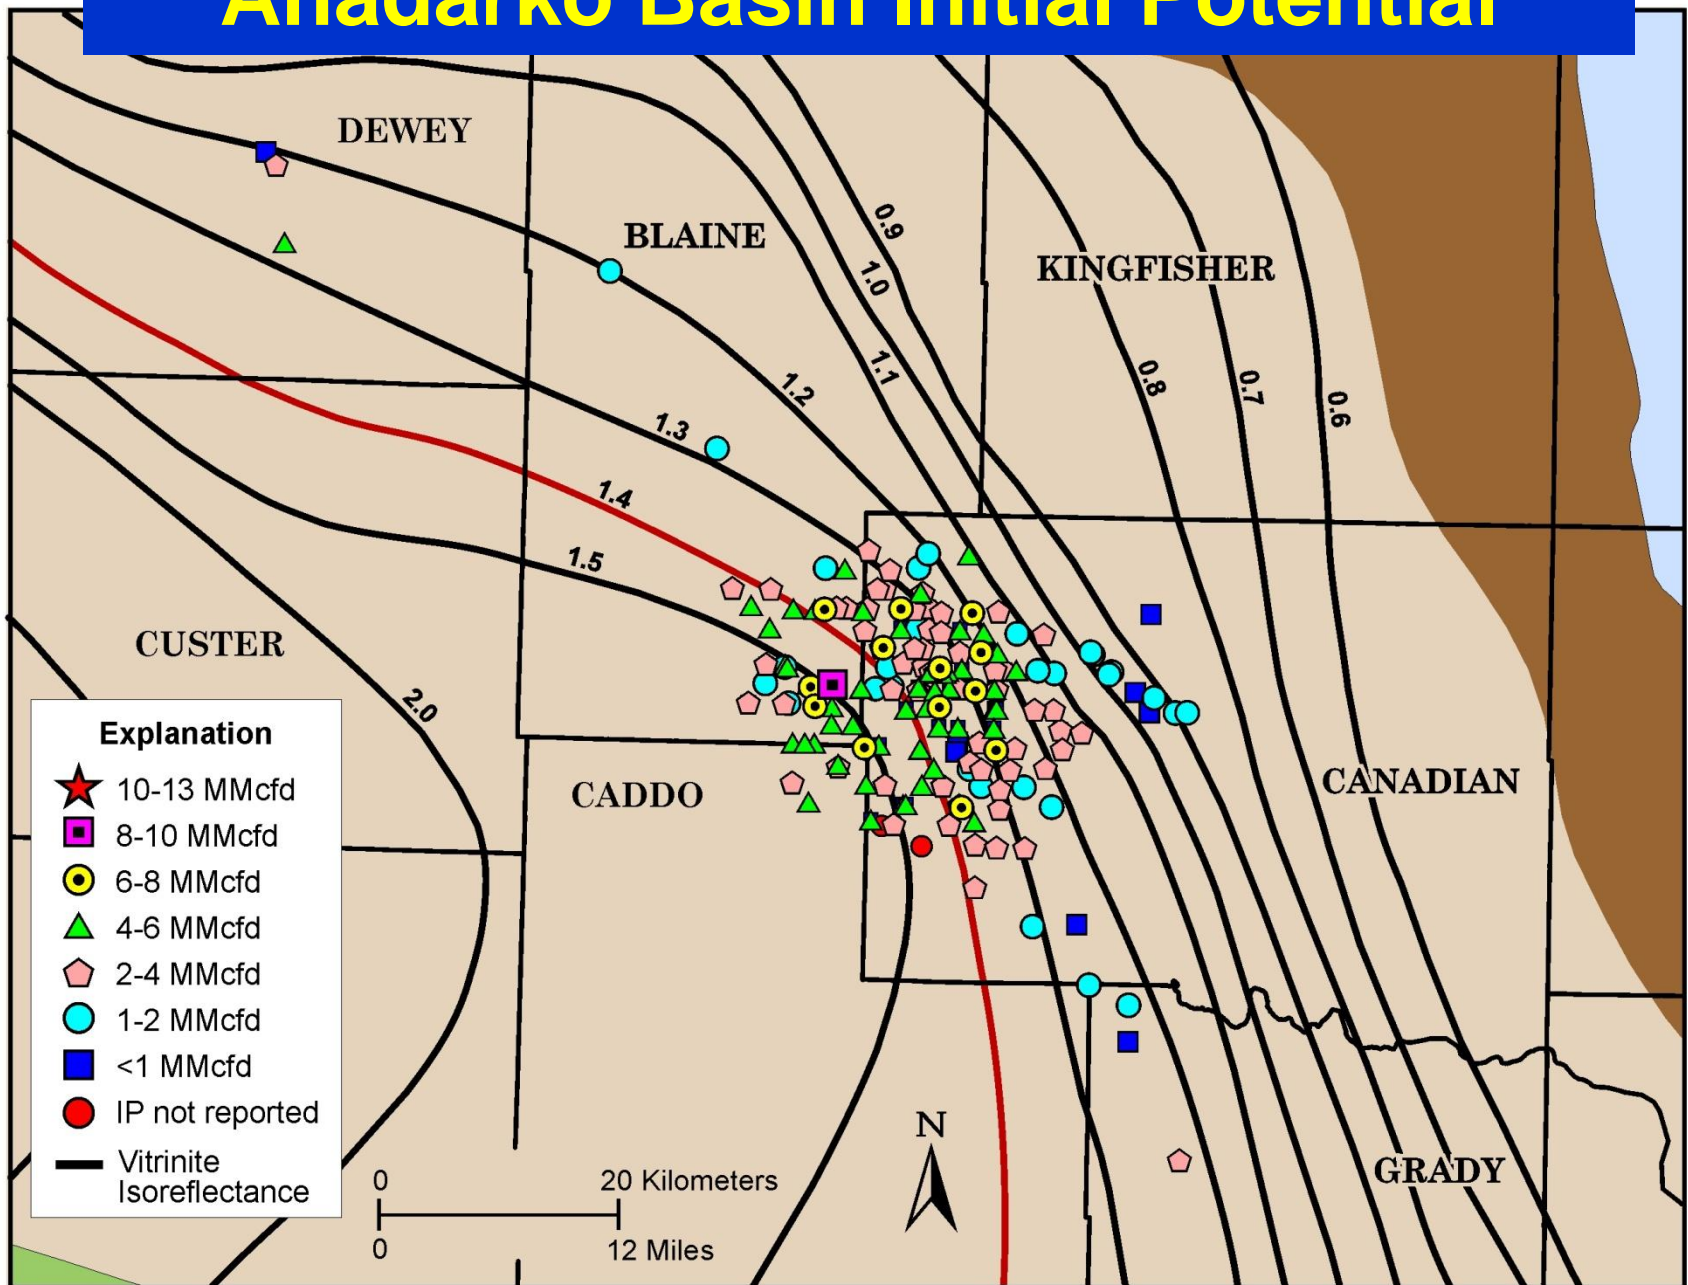 Anadarko Basin Initial Potential
DEWEY
BLAINE
KINGFISHER
0.9
1.0
1.1
1.2
0.8
0.7
0.6
1.3
1.4
1.5
CUSTER
2.0
CADDO
CANADIAN
GRADY
Explanation
10-13 MMcfd
8-10 MMcfd
6-8 MMcfd
4-6 MMcfd
2-4 MMcfd
1-2 MMcfd
<1 MMcfd
IP not reported
Vitrinite
Isoreflectance
0 20 Kilometers
0 12 Miles
N